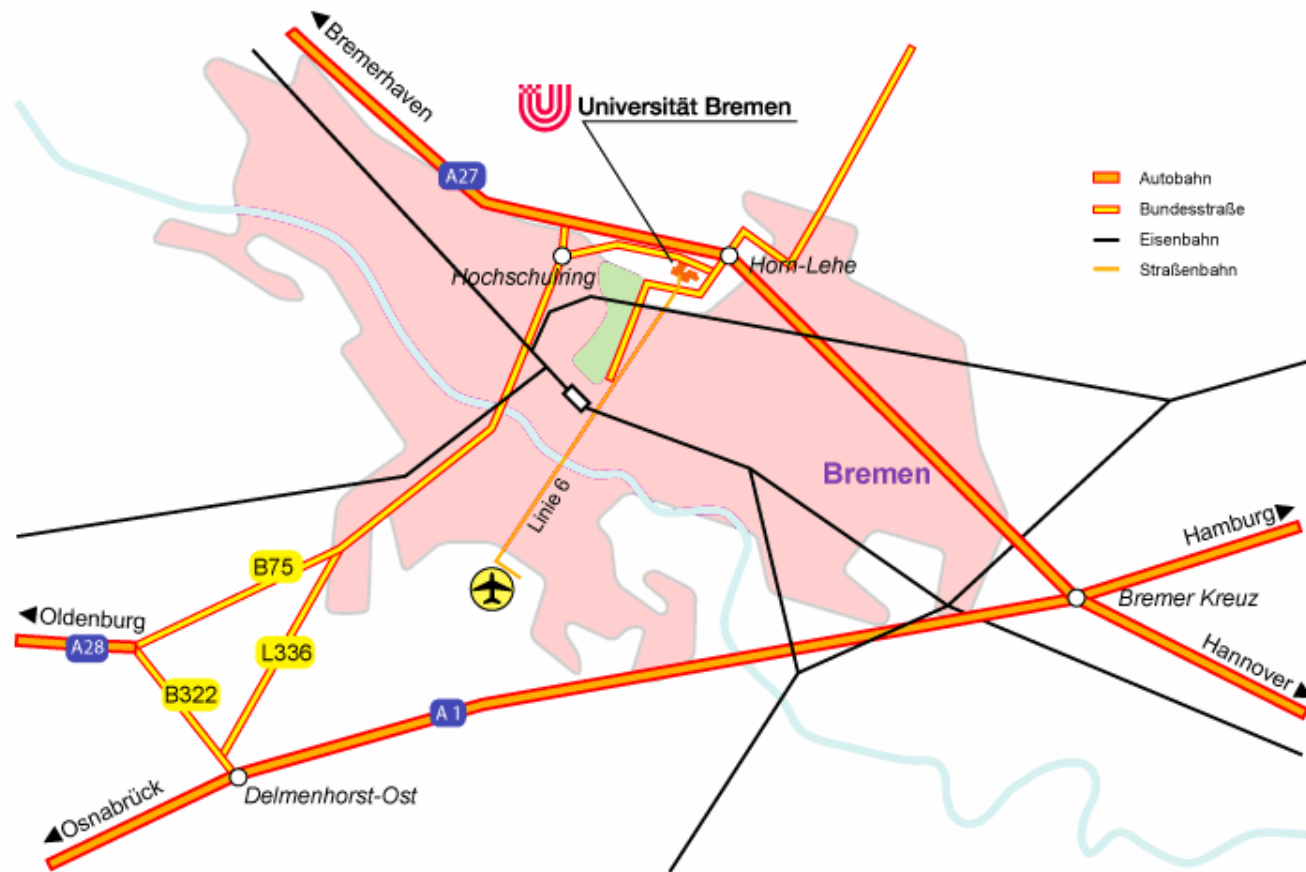 Bremerhaven
Universität Bremen
A27
Autobahn
Bundesstraße
Eisenbahn
Straßenbahn
Hochschulring
Horn-Lehe
Bremen
Linie 6
Hamburg
B75
Bremer Kreuz
Oldenburg
A28
L336
Hannover
B322
A 1
Osnabrück
Delmenhorst-Ost